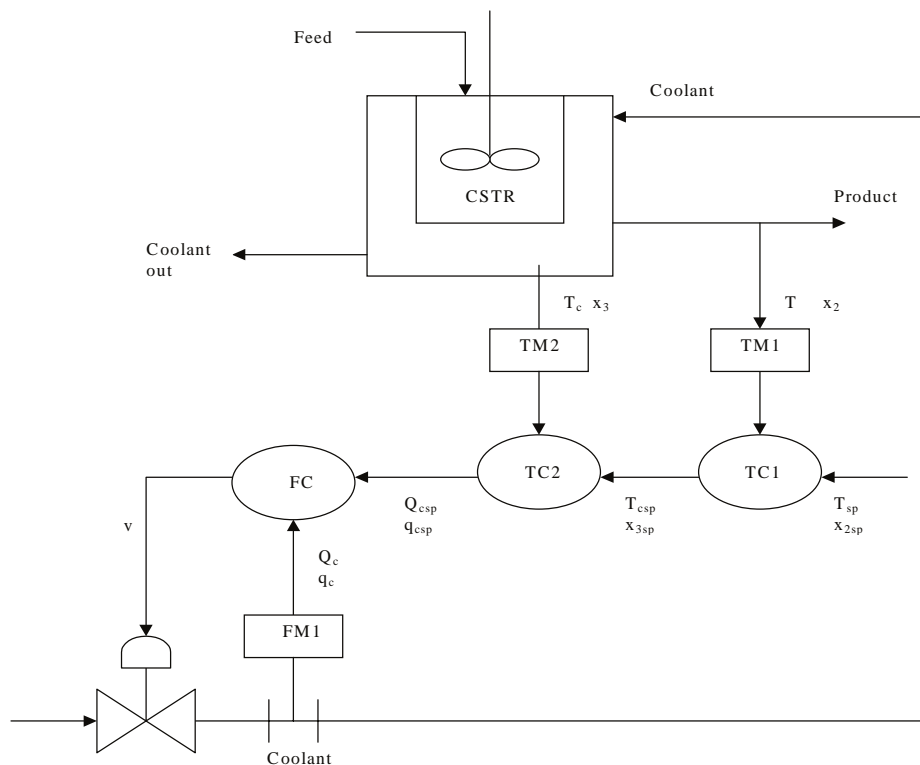 Feed
Coolant
CSTR
Product
Coolant
out
T_c x_3
T x_2
TM2
TM1
FC
TC2
TC1
Q_csp
q_csp
T_csp
x_3sp
T_sp
x_2sp
v
Q_c
q_c
FM1
Coolant